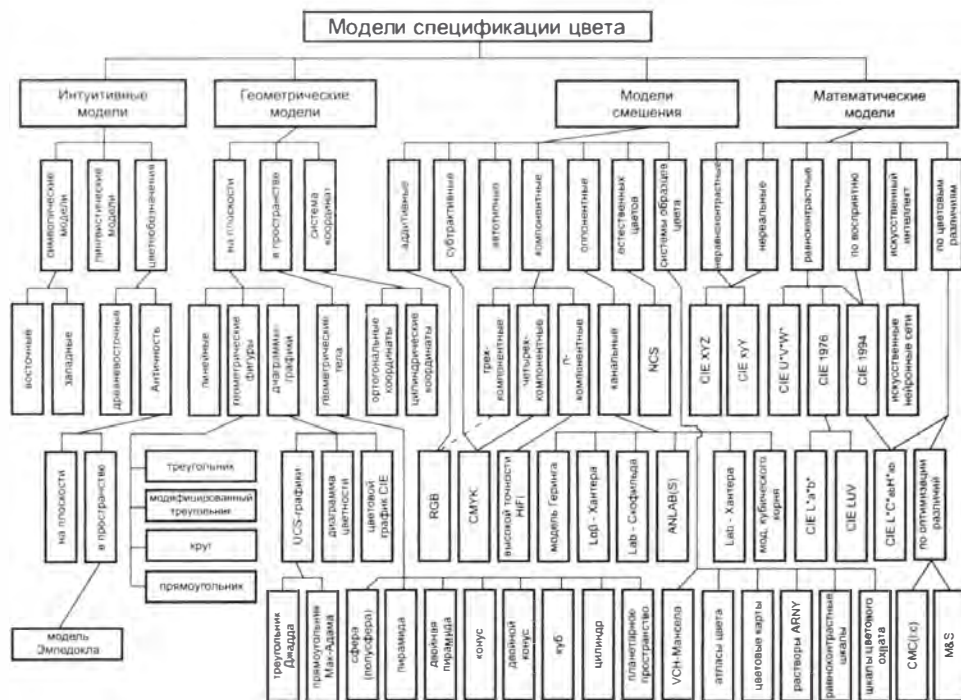 Модели спецификации цвета
Интуитивные
модели
Геометрические
модели
Модели
смешения
Математические
модели
символические
модели
лингвистические
модели
цветообозначения
на плоскости
в пространстве
система
координат
аддитивные
субтрактивные
автотипия
компонентные
оппонентные
естественных
цветов
системы образцов
цвета
неравноконтрастные
нереальные
равноконтрастные
по восприятию
искусственный
интеллект
по цветовым
различиям
восточные
западные
древневосточные
Античность
линейные
геометрические
фигуры
диаграммы-
графики
геометрические
тела
ортогональные
координаты
цилиндрические
координаты
трех-
компонентные
четырех-
компонентные
n-
компонентные
канальные
NCS
CIE XYZ
CIE xyY
CIE U*V*W*
CIE 1976
CIE 1994
искусственные
нейронные сети
на плоскости
в пространстве
треугольник
модифицированный
треугольник
круг
прямоугольник
UCS-графики
диаграмма
цветности
цветовой
график CIE
RGB
CMYK
высокой точности
HiFi
модель Геринга
Lαβ - Хантера
Lab - Скофильда
ANLAB(S)
Lab - Хантера
мод. кубического
корня
CIE L*a*b*
CIE LUV
CIE L*C*abH*ab
по оптимизации
различий
модель
Эмпедокла
треугольник
Джадда
прямоугольник
Мак-Адама
сфера
(полусфера)
пирамида
двойная
пирамида
конус
двойной
конус
куб
цилиндр
планетарное
пространство
VCH-Манселла
атласы цвета
цветовые карты
растворы ARNY
равноконтрастные
шкалы
шкалы цветового
охвата
CMC(l:c)
M&S